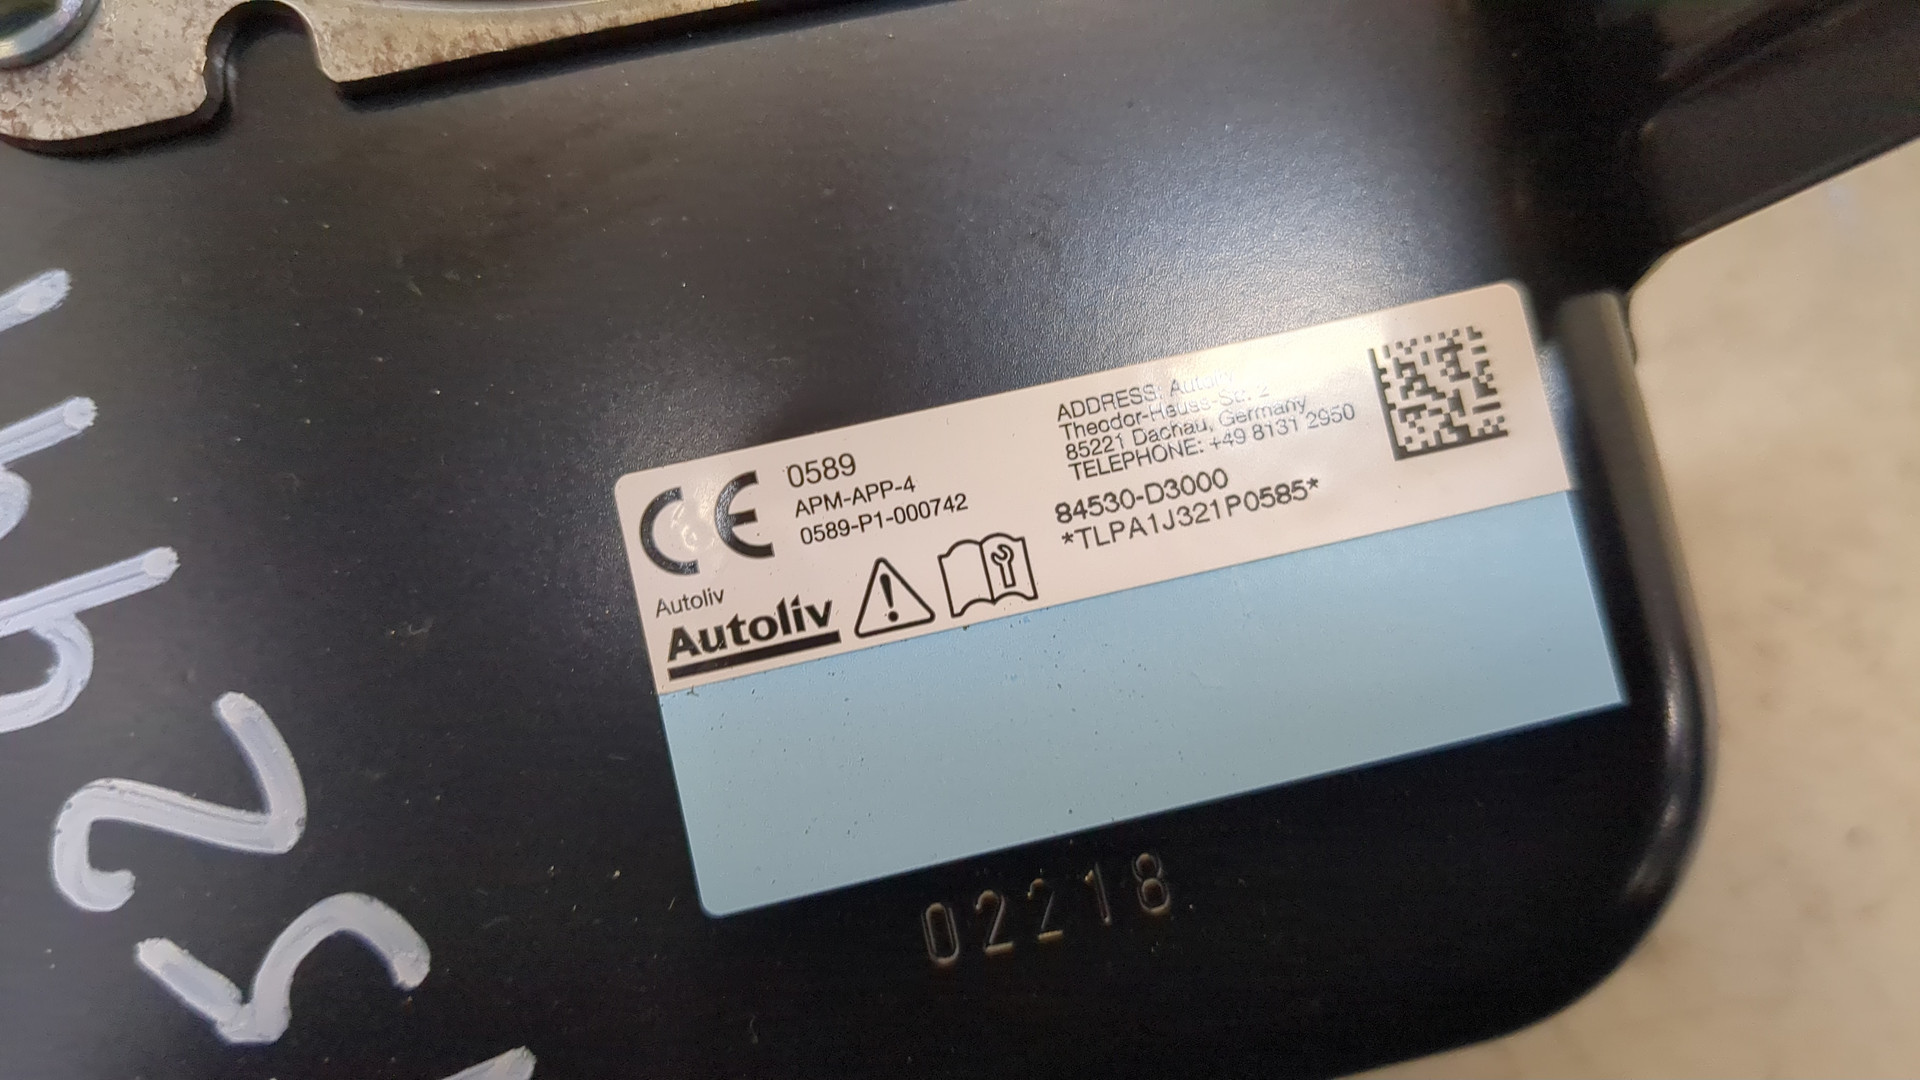 0589
APM-APP-4
0589-P1-000742
Autoliv
Autoliv
ADDRESS: Autoliv
Theodor-Heuss-Str. 2
85221 Dachau, Germany
TELEPHONE: +49 8131 2950
84530-D3000
*TLPA1J321P0585*
02218